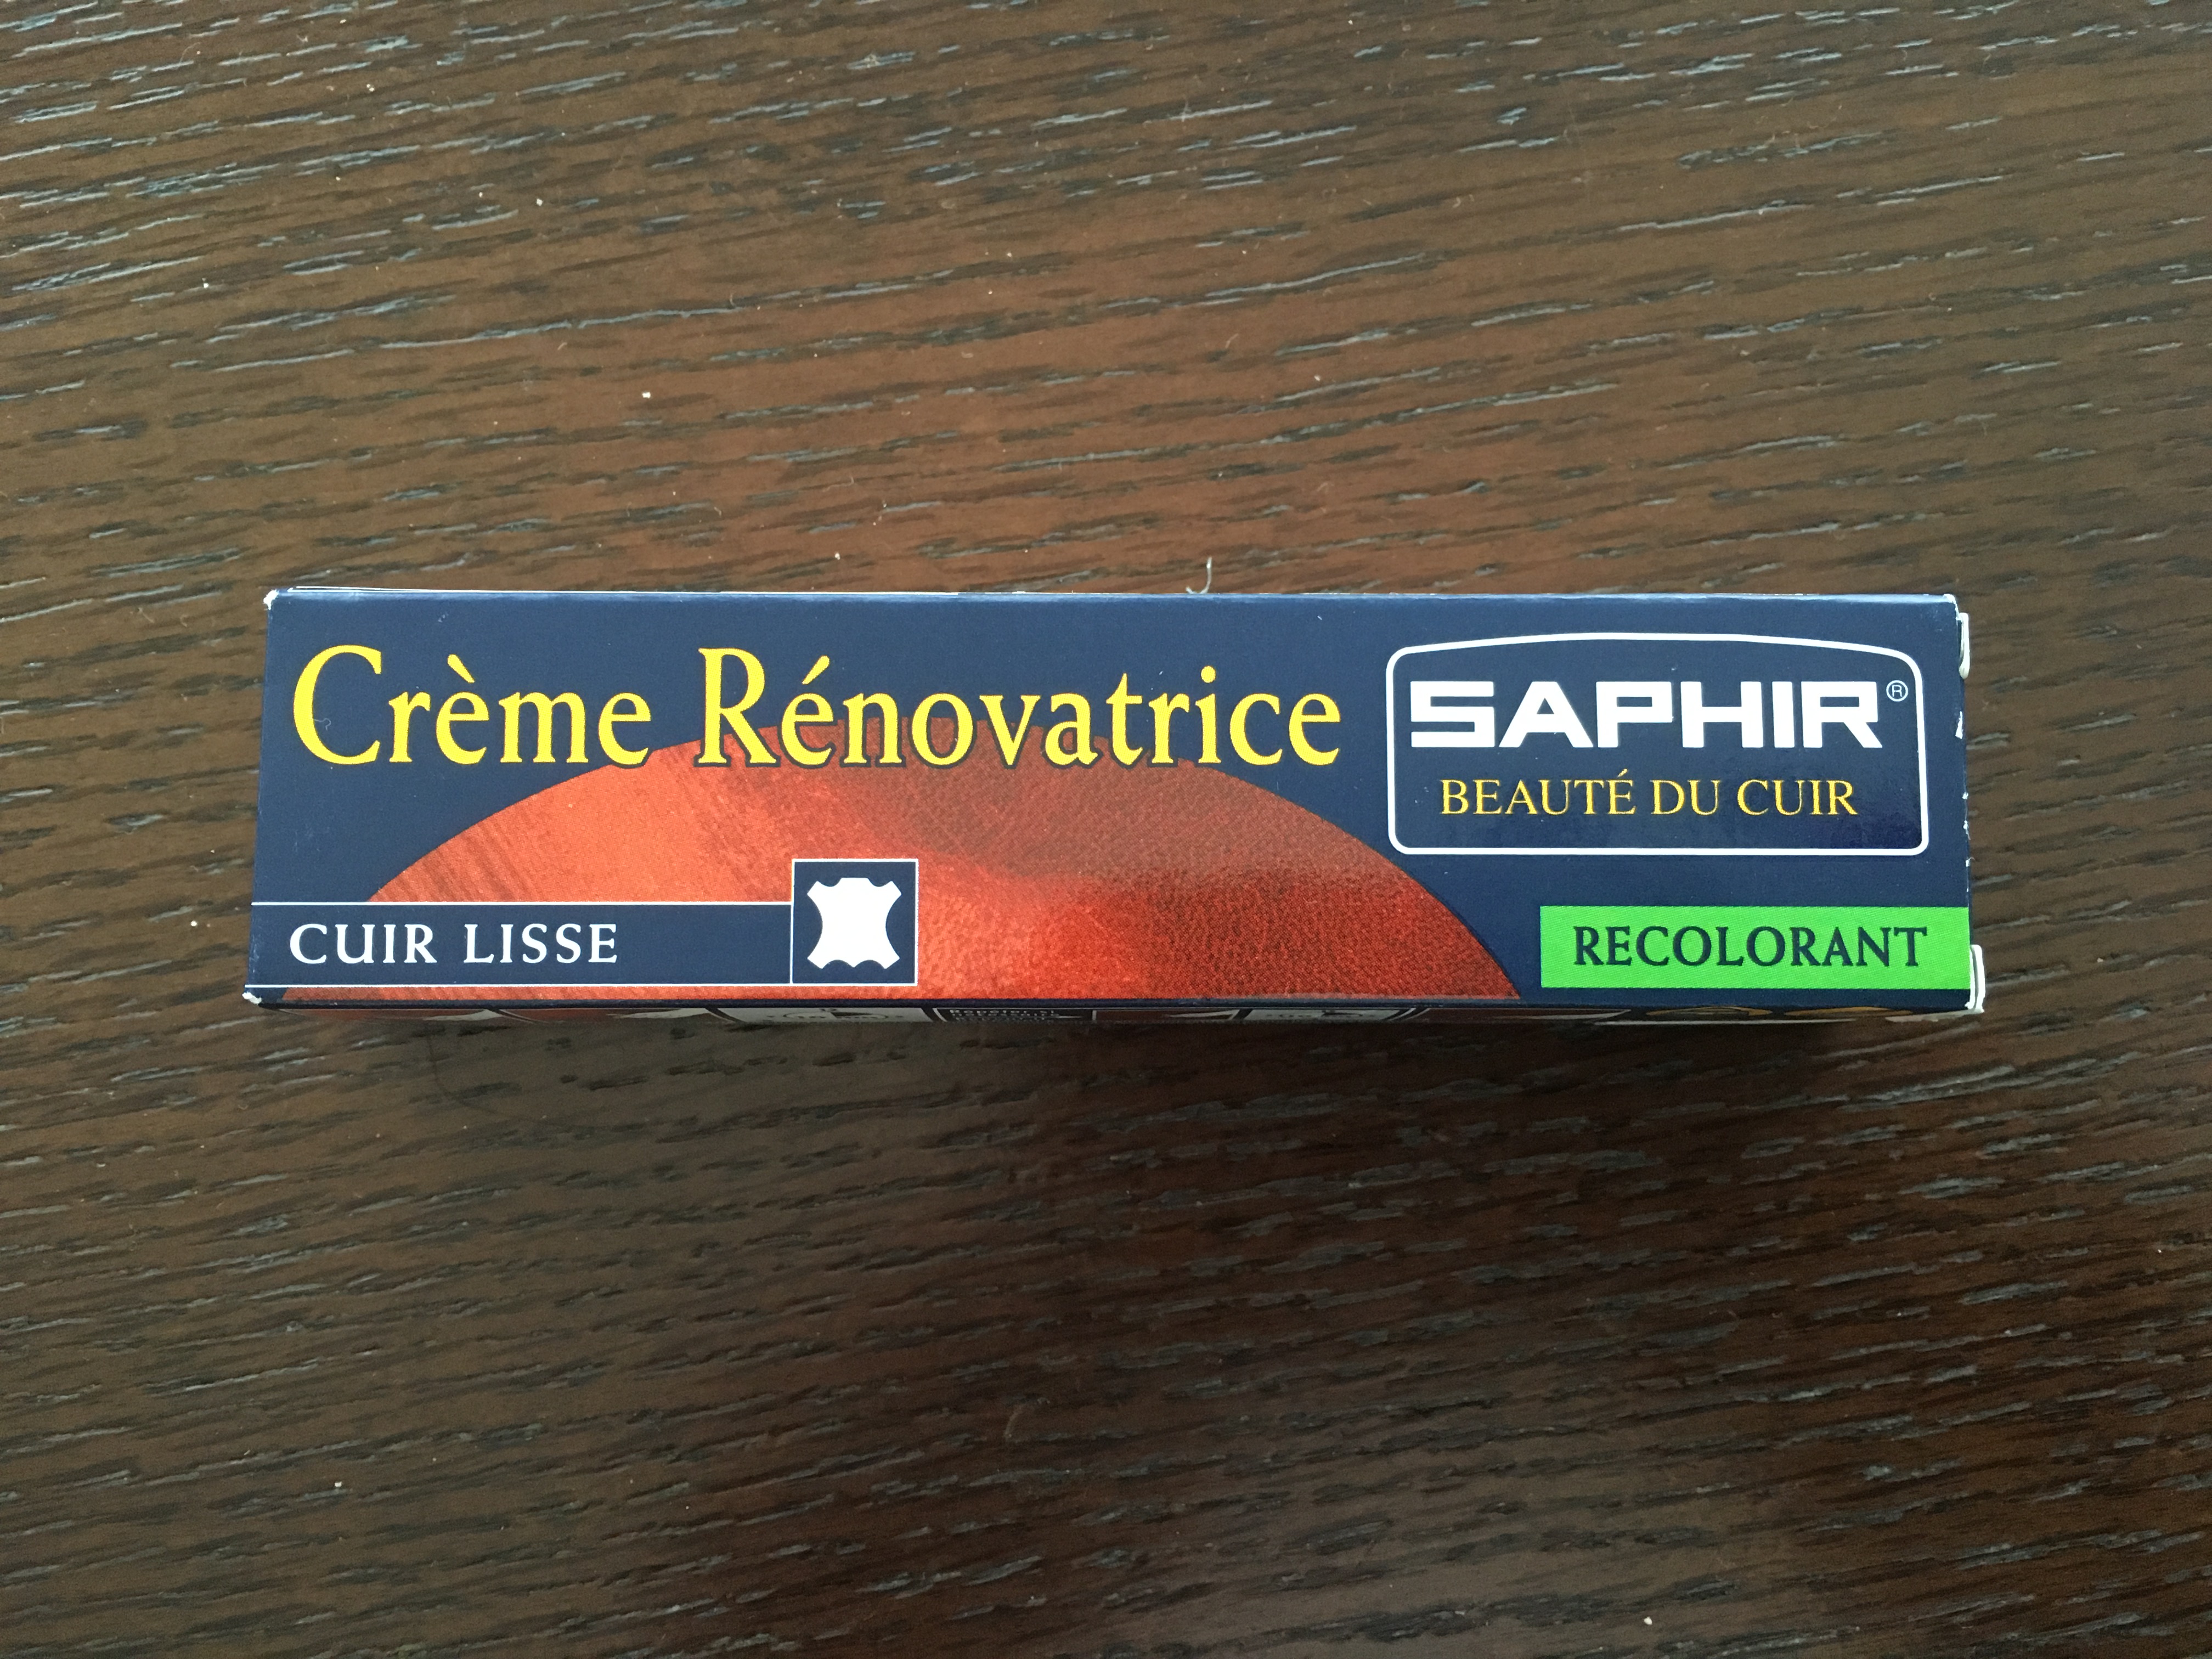 Crème Rénovatrice
SAPHIR®
BEAUTÉ DU CUIR
CUIR LISSE
RECOLORANT